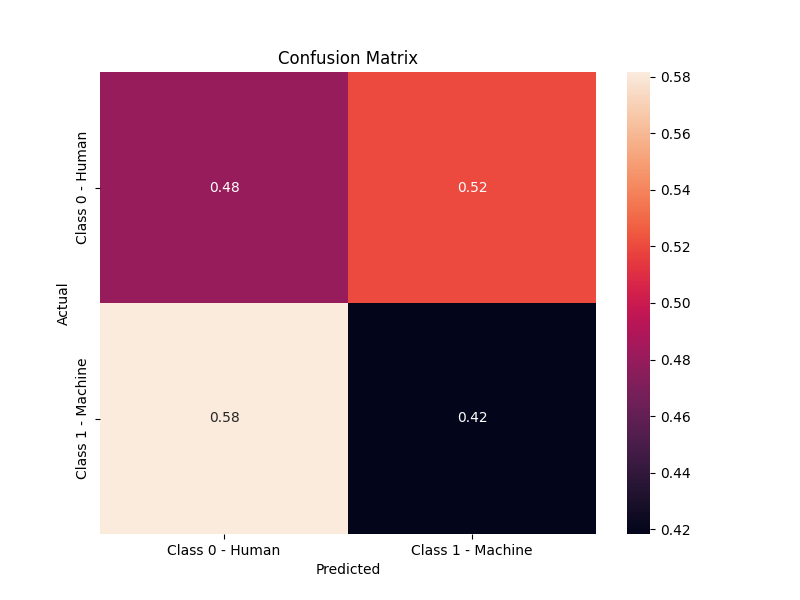 Confusion Matrix
Class 0 - Human
Class 1 - Machine
Actual
0.48
0.52
0.58
0.42
Class 0 - Human
Class 1 - Machine
Predicted
0.58
0.56
0.54
0.52
0.50
0.48
0.46
0.44
0.42